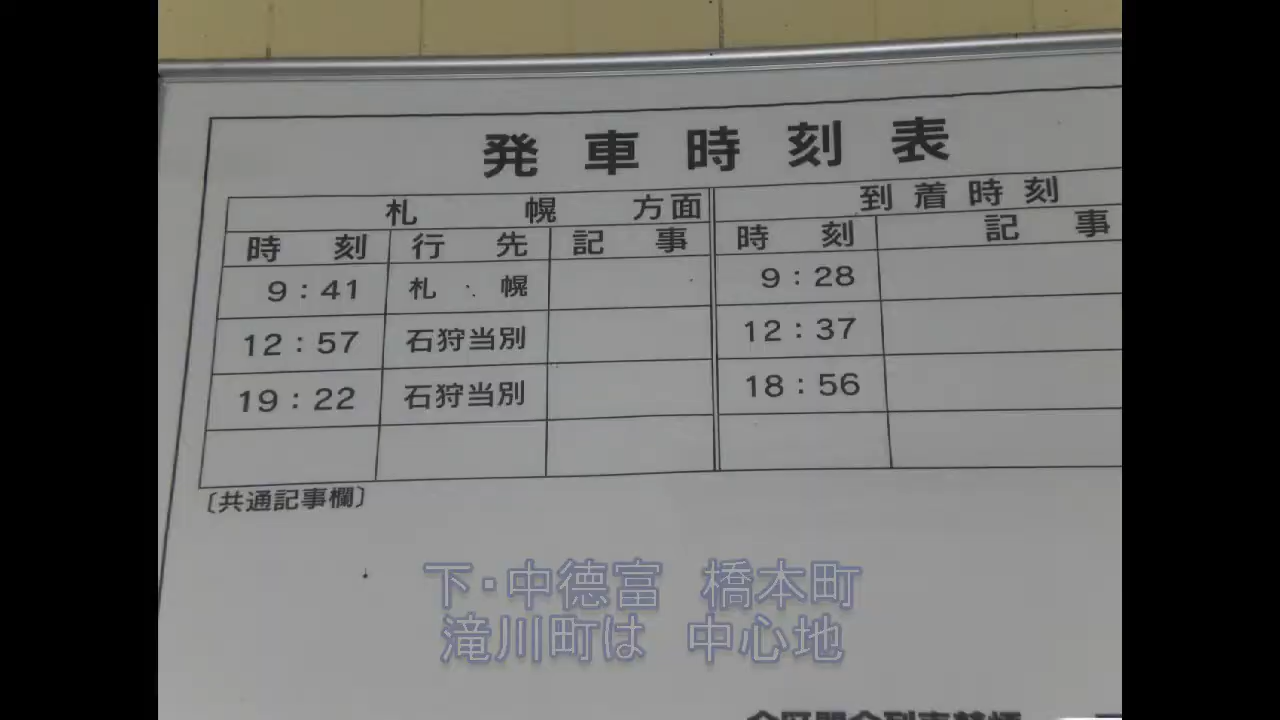 発車時刻表
札幌方面 到着時刻
時刻 行先 記事 時刻 記事
9:41 札幌 9:28
12:57 石狩当別 12:37
19:22 石狩当別 18:56
〔共通記事欄〕
下・中徳富 橋本町
滝川町は 中心地